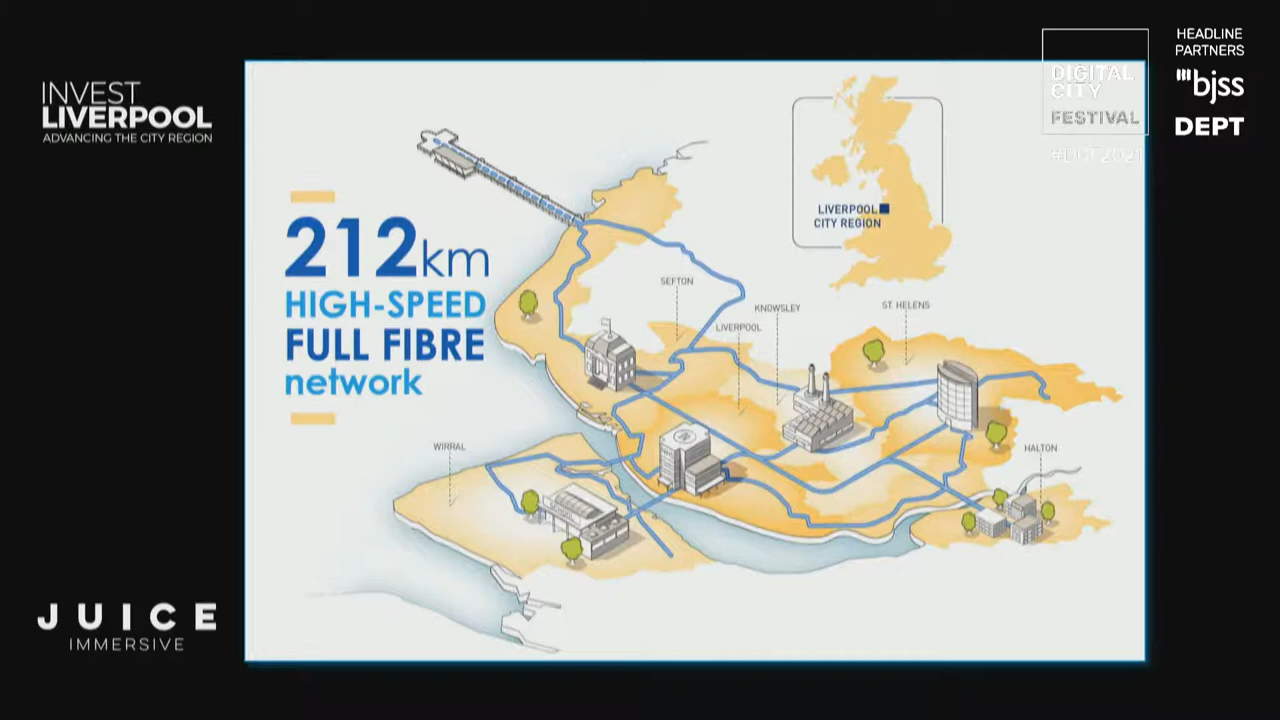 INVEST
LIVERPOOL
ADVANCING THE CITY REGION
212km
HIGH-SPEED
FULL FIBRE
network
LIVERPOOL
CITY REGION
SEFTON
KNOWSLEY
LIVERPOOL
ST. HELENS
WIRRAL
HALTON
DIGITAL
CITY
FESTIVAL
#DCF2021
HEADLINE
PARTNERS
bjss
DEPT
JUICE
IMMERSIVE